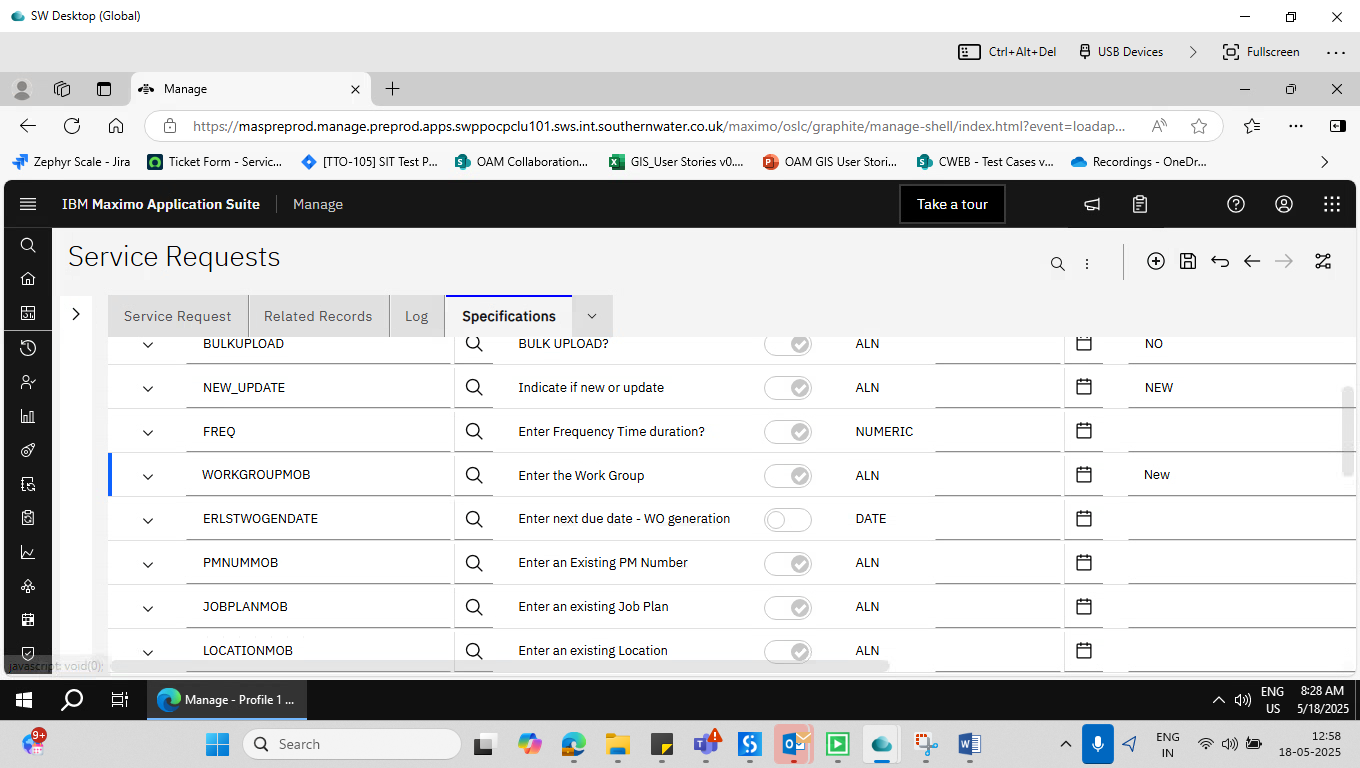 SW Desktop (Global)
Ctrl+Alt+Del USB Devices Fullscreen
Manage
https://maspreprod.manage.preprod.apps.swppocpclu101.sws.int.southernwater.co.uk/maximo/oslc/graphite/manage-shell/index.html?event=loadap...
Zephyr Scale - Jira Ticket Form - Servic... [TTO-105] SIT Test P... OAM Collaboration... GIS_User Stories v0.... OAM GIS User Stori... CWEB - Test Cases v... Recordings - OneDr...
IBM Maximo Application Suite Manage Take a tour
Service Requests
Service Request Related Records Log Specifications
BULKUPLOAD BULK UPLOAD? ALN NO
NEW_UPDATE Indicate if new or update ALN NEW
FREQ Enter Frequency Time duration? NUMERIC
WORKGROUPMOB Enter the Work Group ALN New
ERLSTWOGENDATE Enter next due date - WO generation DATE
PMNUMMOB Enter an Existing PM Number ALN
JOBPLANMOB Enter an existing Job Plan ALN
LOCATIONMOB Enter an existing Location ALN
javascript: void(0);
Manage - Profile 1 ... ENG 8:28 AM
US 5/18/2025
9+ Search ENG 12:58
IN 18-05-2025